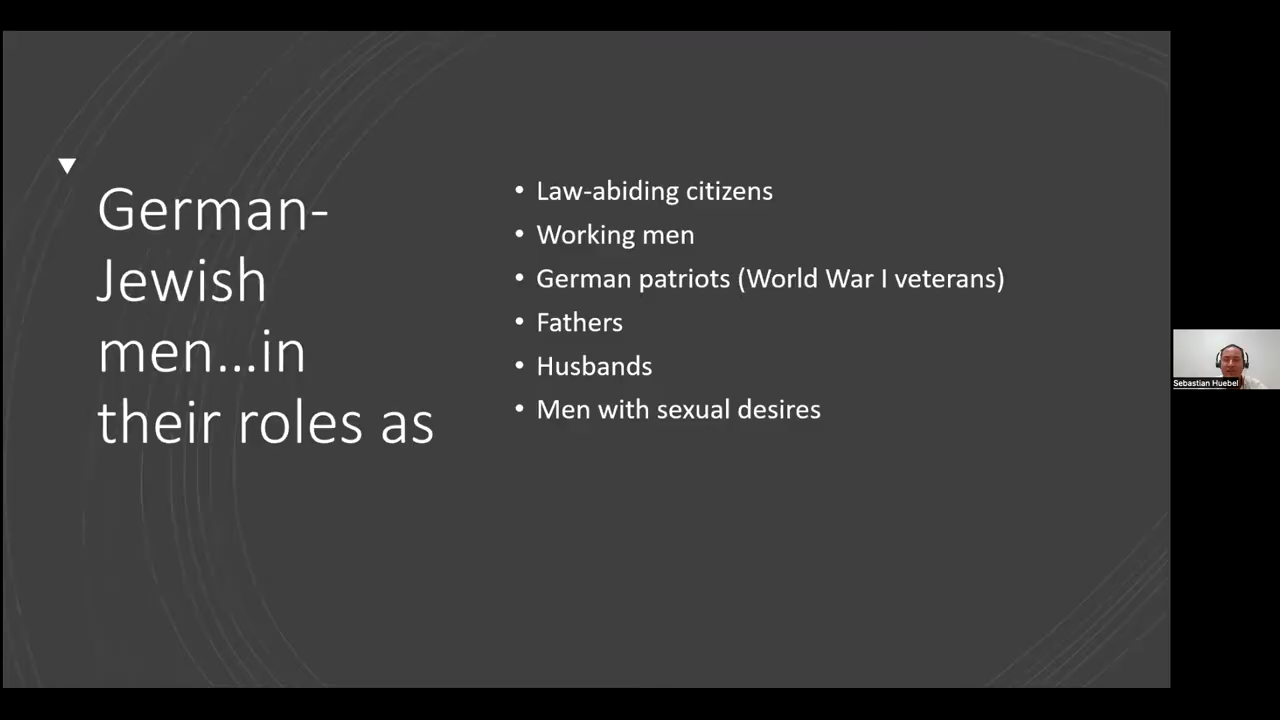 German-
Jewish
men...in
their roles as
• Law-abiding citizens
• Working men
• German patriots (World War I veterans)
• Fathers
• Husbands
• Men with sexual desires
Sebastian Huebel